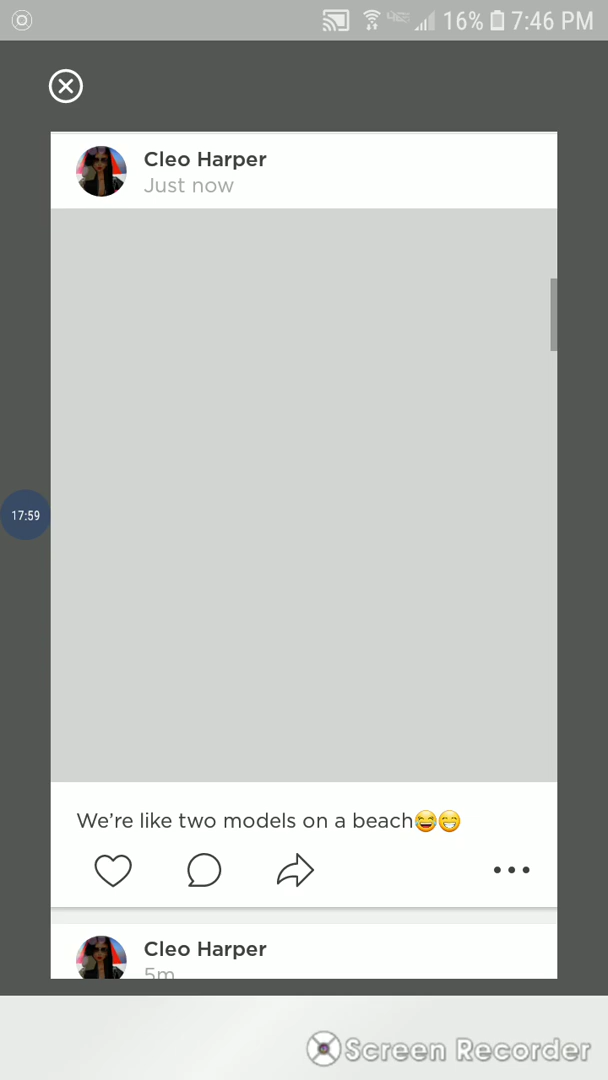 16% 7:46 PM
Cleo Harper
Just now
17:59
We’re like two models on a beach😂😁
Cleo Harper
5m
Screen Recorder